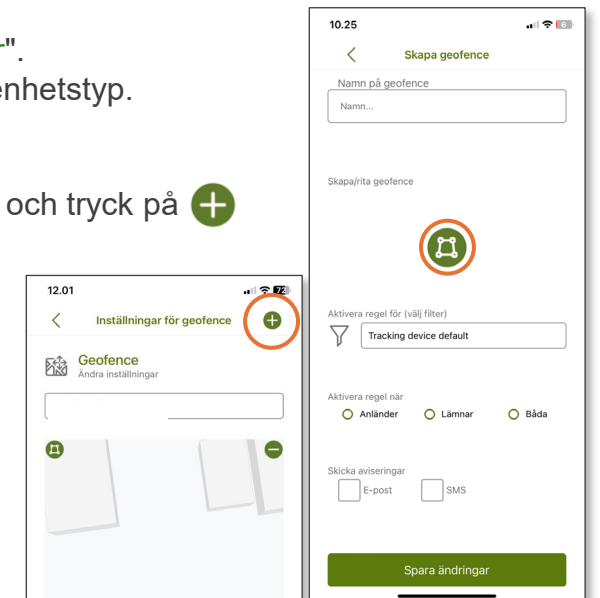 r".
enhetstyp.
och tryck på
12.01
72
Inställningar för geofence
Geofence
Ändra inställningar
10.25
6
Skapa geofence
Namn på geofence
Namn...
Skapa/rita geofence
Aktivera regel för (välj filter)
Tracking device default
Aktivera regel när
Anländer Lämnar Båda
Skicka aviseringar
E-post SMS
Spara ändringar